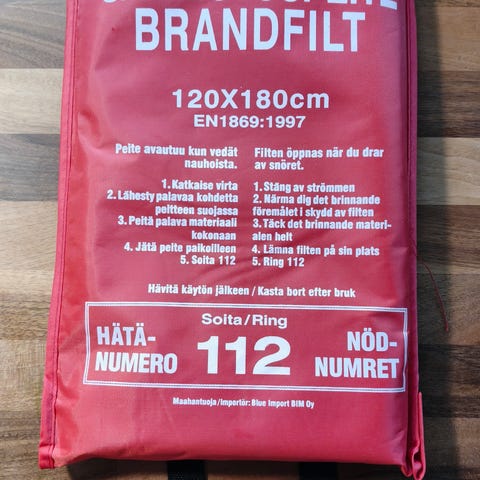 BRANDFILT
120X180cm
EN1869:1997
Peite avautuu kun vedät
nauhoista.
1. Katkaise virta
2. Lähesty palavaa kohdetta
peitteen suojassa
3. Peitä palava materiaali
kokonaan
4. Jätä peite paikoilleen
5. Soita 112
Filten öppnas när du drar
av snöret.
1. Stäng av strömmen
2. Närma dig det brinnande
föremålet i skydd av filten
3. Täck det brinnande materi-
alen helt
4. Lämna filten på sin plats
5. Ring 112
Hävitä käytön jälkeen / Kasta bort efter bruk
Soita/Ring
HÄTÄ-
NUMERO
112
NÖD-
NUMRET
Maahantuoja/Importör: Blue Import BIM Oy